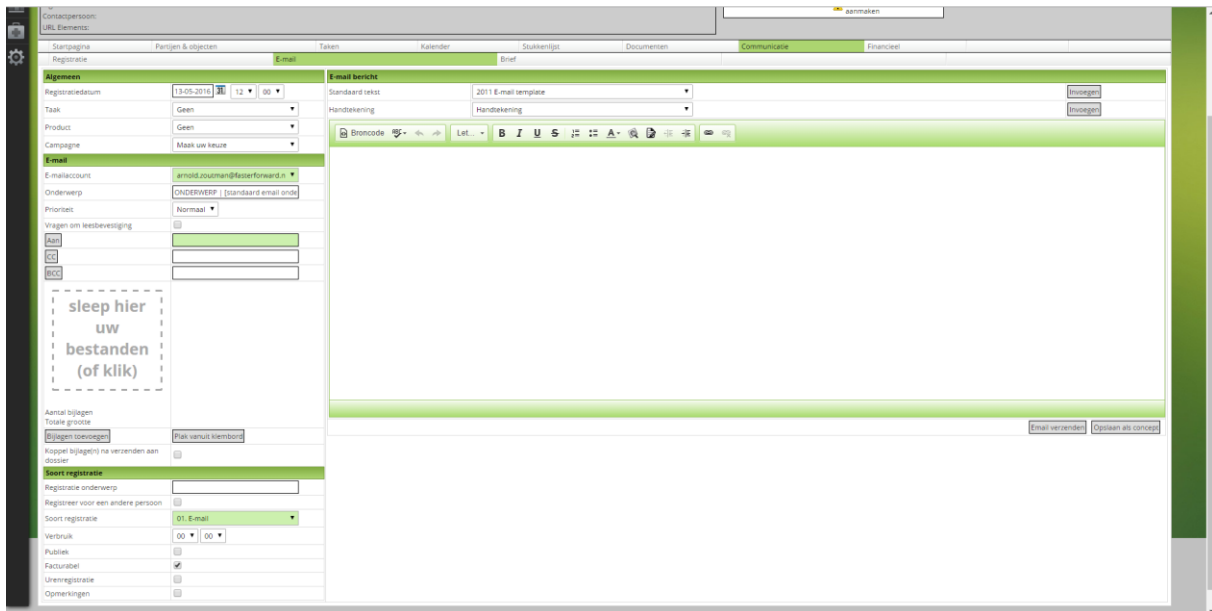 Contactpersoon:
URL Elements:
aanmaken
Startpagina Partijen & objecten Taken Kalender Stukkenlijst Documenten Communicatie Financieel
Registratie E-mail Brief
Algemeen
Registratiedatum 13-05-2016 31 12 00
Taak Geen
Product Geen
Campagne Maak uw keuze
E-mail
E-mailaccount arnold.zoutman@fasterforward.n
Onderwerp ONDERWERP | [standaard email onde
Prioriteit Normaal
Vragen om leesbevestiging
Aan
CC
BCC
sleep hier
uw
bestanden
(of klik)
Aantal bijlagen
Totale grootte
Bijlagen toevoegen Plak vanuit klembord
Koppel bijlage(n) na verzenden aan
dossier
Soort registratie
Registratie onderwerp
Registreer voor een andere persoon
Soort registratie 01. E-mail
Verbruik 00 00
Publiek
Facturabel
Urenregistratie
Opmerkingen
E-mail bericht
Standaard tekst 2011 E-mail template Invoegen
Handtekening Handtekening Invoegen
Broncode Let... B I U S A
Email verzenden Opslaan als concept